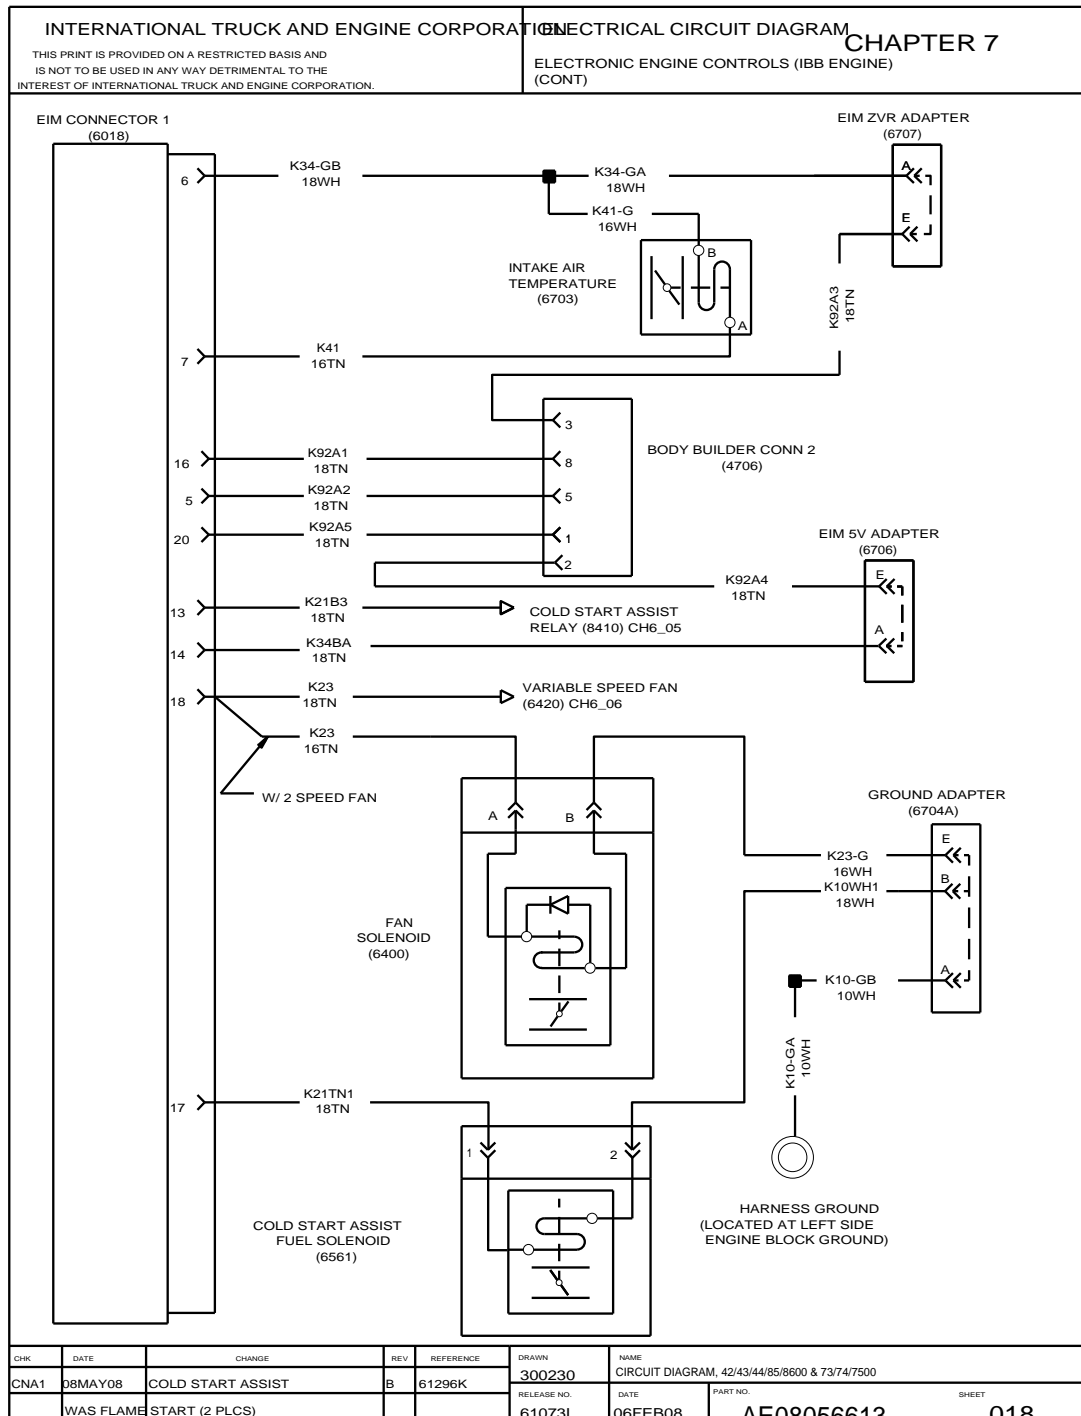 INTERNATIONAL TRUCK AND ENGINE CORPORATION
THIS PRINT IS PROVIDED ON A RESTRICTED BASIS AND
IS NOT TO BE USED IN ANY WAY DETRIMENTAL TO THE
INTEREST OF INTERNATIONAL TRUCK AND ENGINE CORPORATION.
ELECTRICAL CIRCUIT DIAGRAM
CHAPTER 7
ELECTRONIC ENGINE CONTROLS (IBB ENGINE)
(CONT)
EIM CONNECTOR 1
(6018)
EIM ZVR ADAPTER
(6707)
6
K34-GB
18WH
K34-GA
18WH
A
K41-G
16WH
E
B
INTAKE AIR
TEMPERATURE
(6703)
A
K92A3
18TN
7
K41
16TN
3
BODY BUILDER CONN 2
(4706)
16
K92A1
18TN
8
5
K92A2
18TN
5
20
K92A5
18TN
1
2
EIM 5V ADAPTER
(6706)
K92A4
18TN
E
13
K21B3
18TN
COLD START ASSIST
RELAY (8410) CH6_05
14
K34BA
18TN
A
18
K23
18TN
VARIABLE SPEED FAN
(6420) CH6_06
K23
16TN
W/ 2 SPEED FAN
A
B
GROUND ADAPTER
(6704A)
E
K23-G
16WH
B
K10WH1
18WH
FAN
SOLENOID
(6400)
A
K10-GB
10WH
K10-GA
10WH
17
K21TN1
18TN
1
2
HARNESS GROUND
(LOCATED AT LEFT SIDE
ENGINE BLOCK GROUND)
COLD START ASSIST
FUEL SOLENOID
(6561)
CHK DATE CHANGE REV REFERENCE DRAWN NAME
CNA1 08MAY08 COLD START ASSIST B 61296K 300230 CIRCUIT DIAGRAM, 42/43/44/85/8600 & 73/74/7500
RELEASE NO. DATE PART NO. SHEET
WAS FLAME START (2 PLCS) 61073L 06FEB08 AE08056613 018